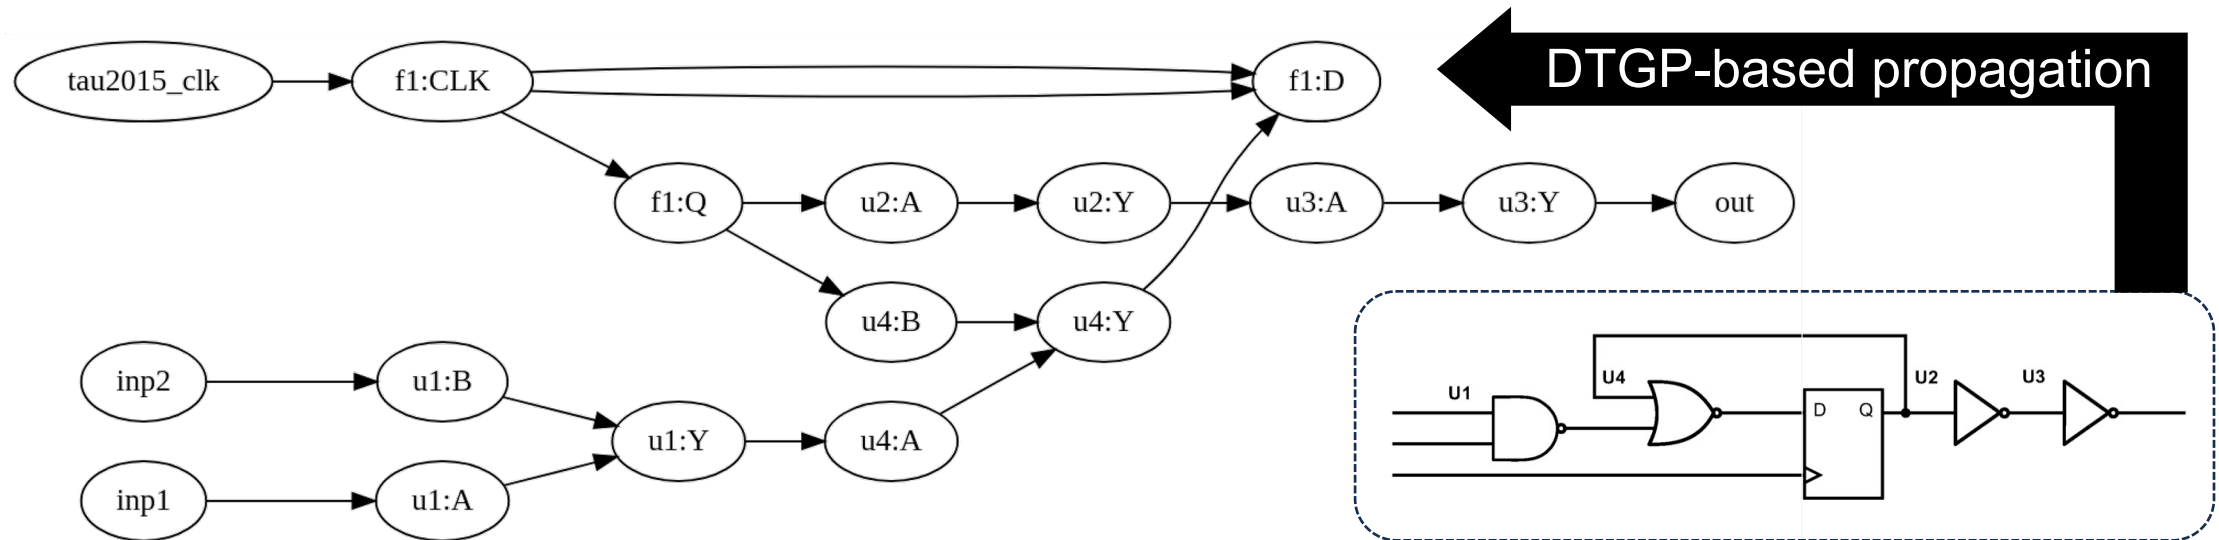 tau2015_clk
f1:CLK
f1:D
DTGP-based propagation
f1:Q
u2:A
u2:Y
u3:A
u3:Y
out
u4:B
u4:Y
inp2
u1:B
u1:Y
u4:A
inp1
u1:A
U1
U4
D
Q
U2
U3